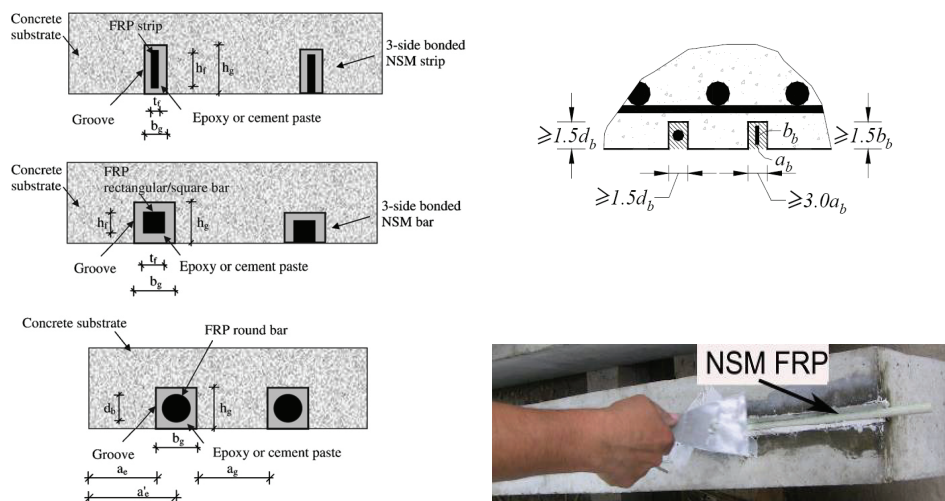 Concrete
substrate
FRP strip
h_f
h_g
3-side bonded
NSM strip
Groove
t_f
b_g
Epoxy or cement paste
Concrete
substrate
FRP
rectangular/square bar
h_f
h_g
3-side bonded
NSM bar
Groove
t_f
b_g
Epoxy or cement paste
Concrete substrate
FRP round bar
d_b
h_g
Groove
b_g
Epoxy or cement paste
a_e
a_g
a'_e
≥1.5d_b
b_b
a_b
≥1.5b_b
≥1.5d_b
≥3.0a_b
NSM FRP